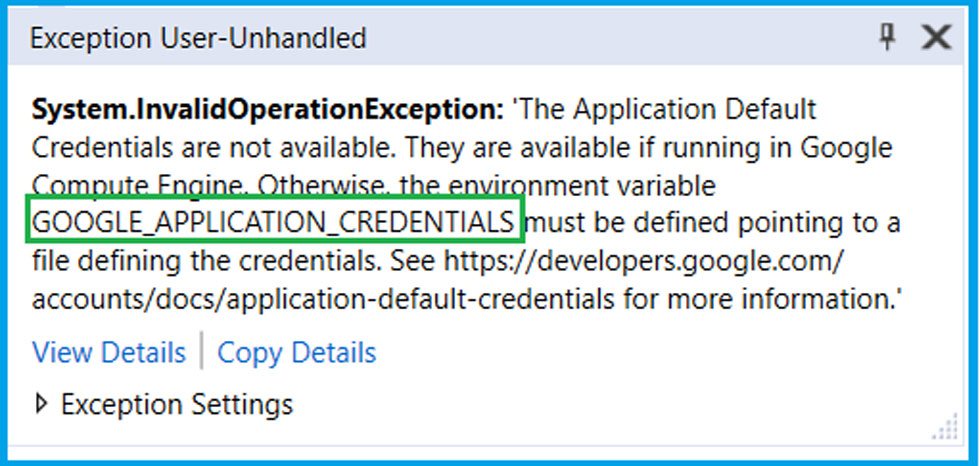 Exception User-Unhandled
System.InvalidOperationException: 'The Application Default
Credentials are not available. They are available if running in Google
Compute Engine. Otherwise, the environment variable
GOOGLE_APPLICATION_CREDENTIALS must be defined pointing to a
file defining the credentials. See https://developers.google.com/
accounts/docs/application-default-credentials for more information.'
View Details | Copy Details
Exception Settings